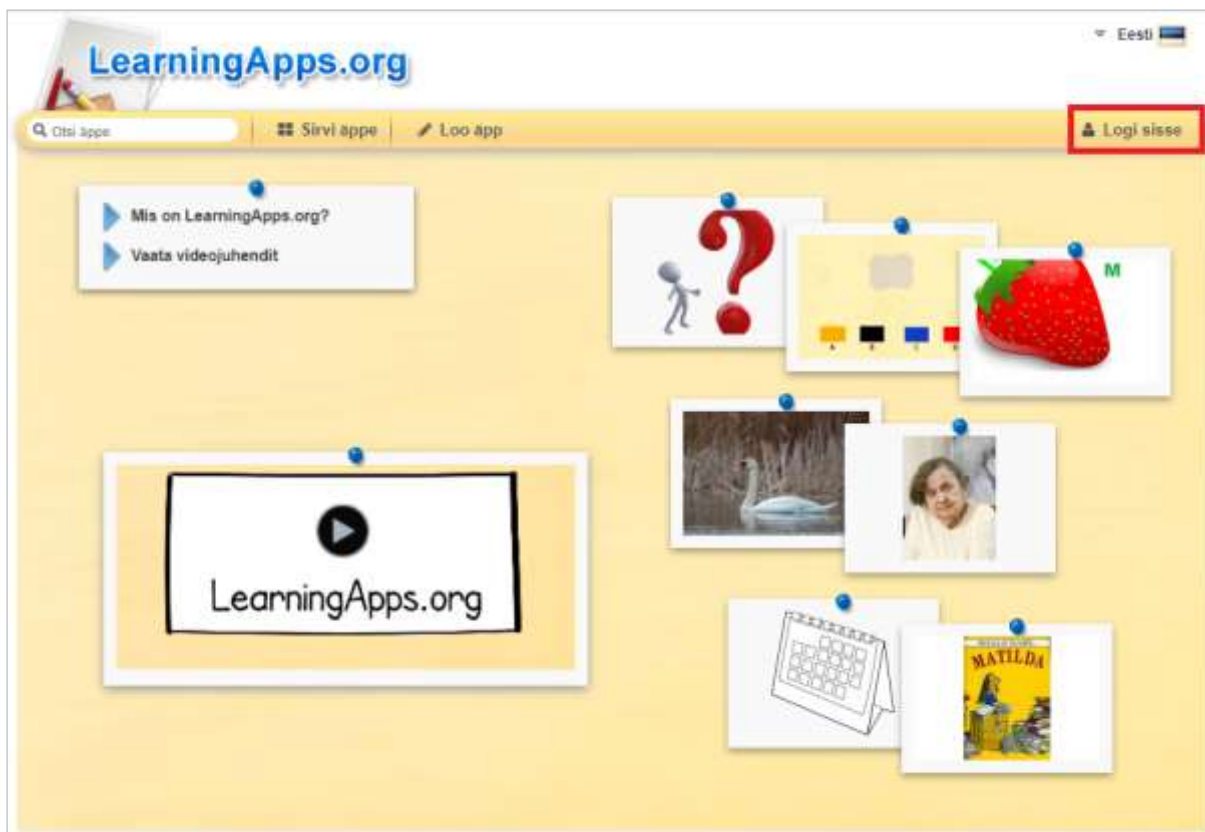 Eesti
LearningApps.org
Otsi äppe
Sirvi äppe
Loo äpp
Logi sisse
Mis on LearningApps.org?
Vaata videojuhendit
M
LearningApps.org
MATILDA